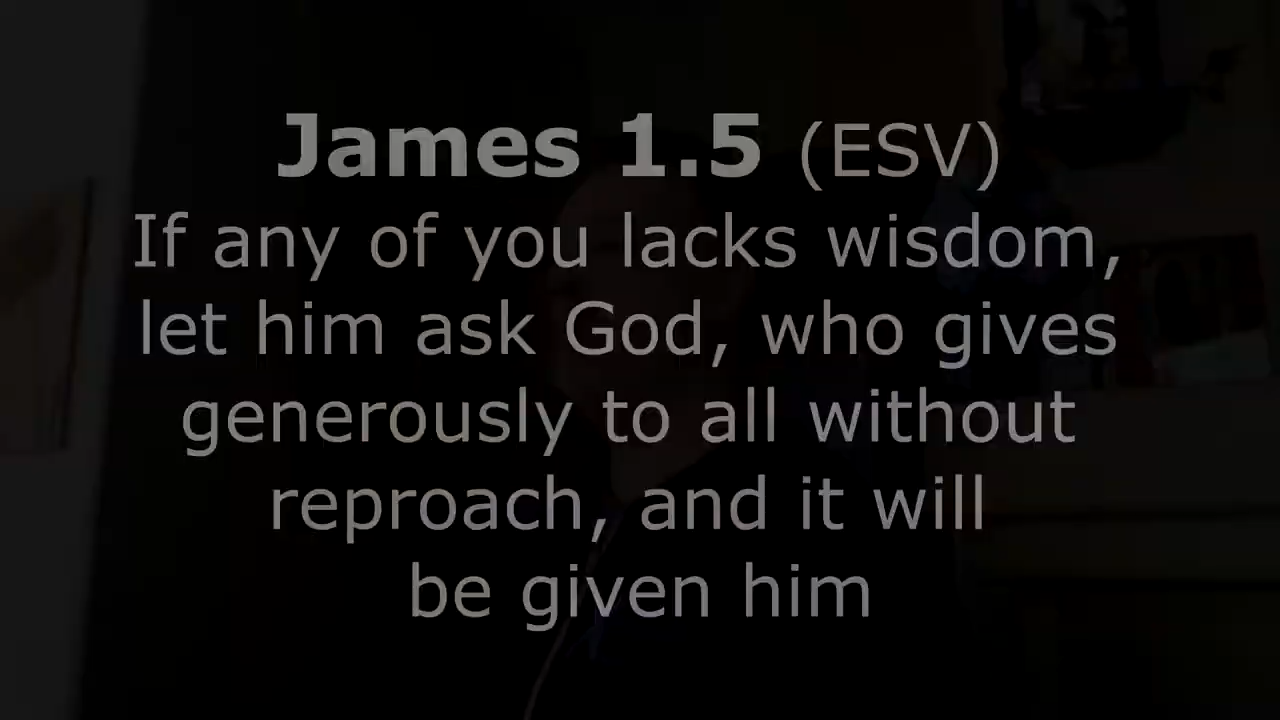 James 1.5 (ESV)
If any of you lacks wisdom,
let him ask God, who gives
generously to all without
reproach, and it will
be given him